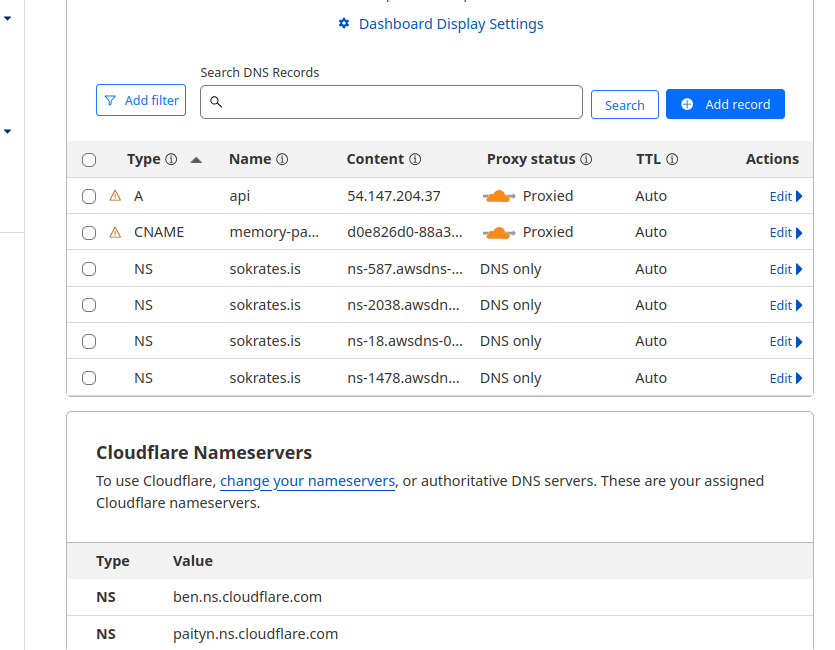 Dashboard Display Settings
Search DNS Records
Add filter
Search
Add record
Type Name Content Proxy status TTL Actions
A api 54.147.204.37 Proxied Auto Edit
CNAME memory-pa... d0e826d0-88a3... Proxied Auto Edit
NS sokrates.is ns-587.awsdns-... DNS only Auto Edit
NS sokrates.is ns-2038.awsdn... DNS only Auto Edit
NS sokrates.is ns-18.awsdns-0... DNS only Auto Edit
NS sokrates.is ns-1478.awsdn... DNS only Auto Edit
Cloudflare Nameservers
To use Cloudflare, change your nameservers, or authoritative DNS servers. These are your assigned
Cloudflare nameservers.
Type Value
NS ben.ns.cloudflare.com
NS paityn.ns.cloudflare.com